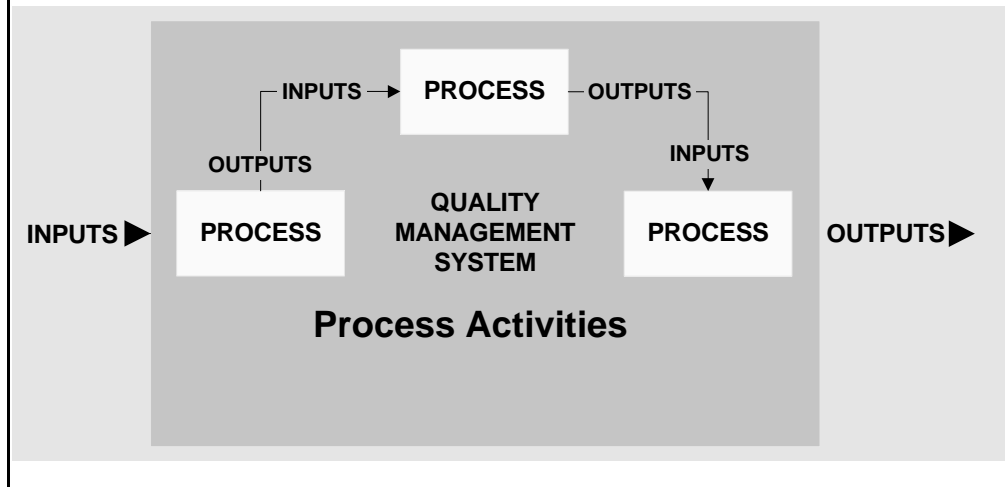 INPUTS
PROCESS
OUTPUTS
OUTPUTS
INPUTS
INPUTS
PROCESS
QUALITY
MANAGEMENT
SYSTEM
PROCESS
OUTPUTS
Process Activities